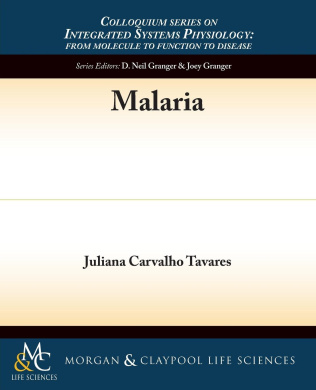 COLLOQUIUM SERIES ON
INTEGRATED SYSTEMS PHYSIOLOGY:
FROM MOLECULE TO FUNCTION TO DISEASE
Series Editors: D. Neil Granger & Joey Granger
Malaria
Juliana Carvalho Tavares
M&C
LIFE SCIENCES
MORGAN & CLAYPOOL LIFE SCIENCES